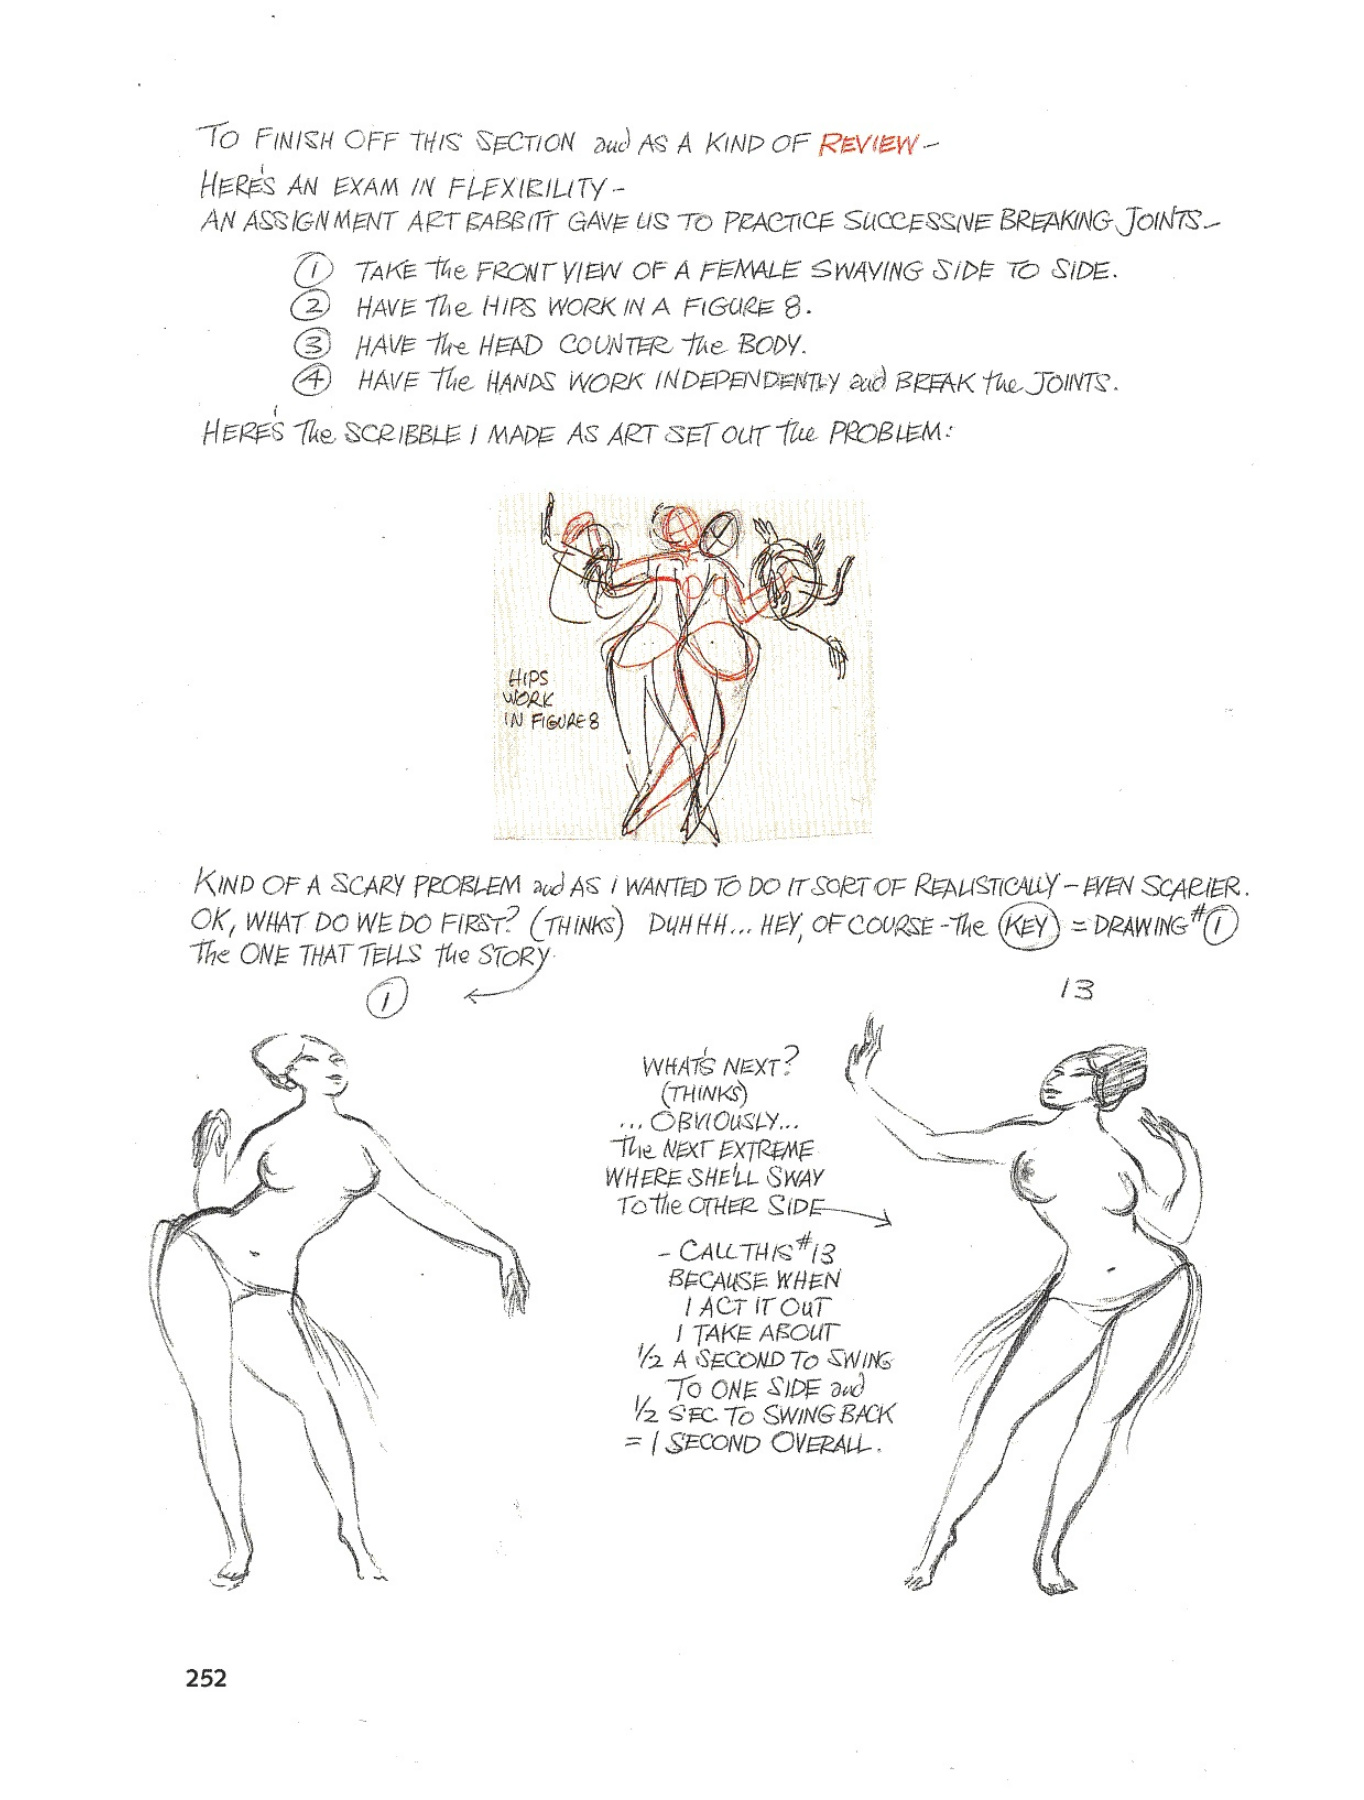 TO FINISH OFF THIS SECTION and AS A KIND OF REVIEW –
HERE'S AN EXAM IN FLEXIBILITY –
AN ASSIGNMENT ART BABBITT GAVE US TO PRACTICE SUCCESSIVE BREAKING JOINTS –
1 TAKE the FRONT VIEW OF A FEMALE SWAYING SIDE TO SIDE.
2 HAVE The HIPS WORK IN A FIGURE 8.
3 HAVE the HEAD COUNTER the BODY.
4 HAVE The HANDS WORK INDEPENDENTLY and BREAK the JOINTS.
HERE'S The SCRIBBLE I MADE AS ART SET OUT the PROBLEM:
HIPS
WORK
IN FIGURE 8
KIND OF A SCARY PROBLEM and AS I WANTED TO DO IT SORT OF REALISTICALLY – EVEN SCARIER.
OK, WHAT DO WE DO FIRST? (THINKS) DUHHH... HEY, OF COURSE – The KEY = DRAWING #1
The ONE THAT TELLS the STORY.
1
13
WHAT'S NEXT?
(THINKS)
... OBVIOUSLY...
The NEXT EXTREME
WHERE SHE'LL SWAY
TO the OTHER SIDE
– CALL THIS #13
BECAUSE WHEN
I ACT IT OUT
I TAKE ABOUT
1/2 A SECOND TO SWING
TO ONE SIDE and
1/2 SEC. TO SWING BACK
= 1 SECOND OVERALL.
252